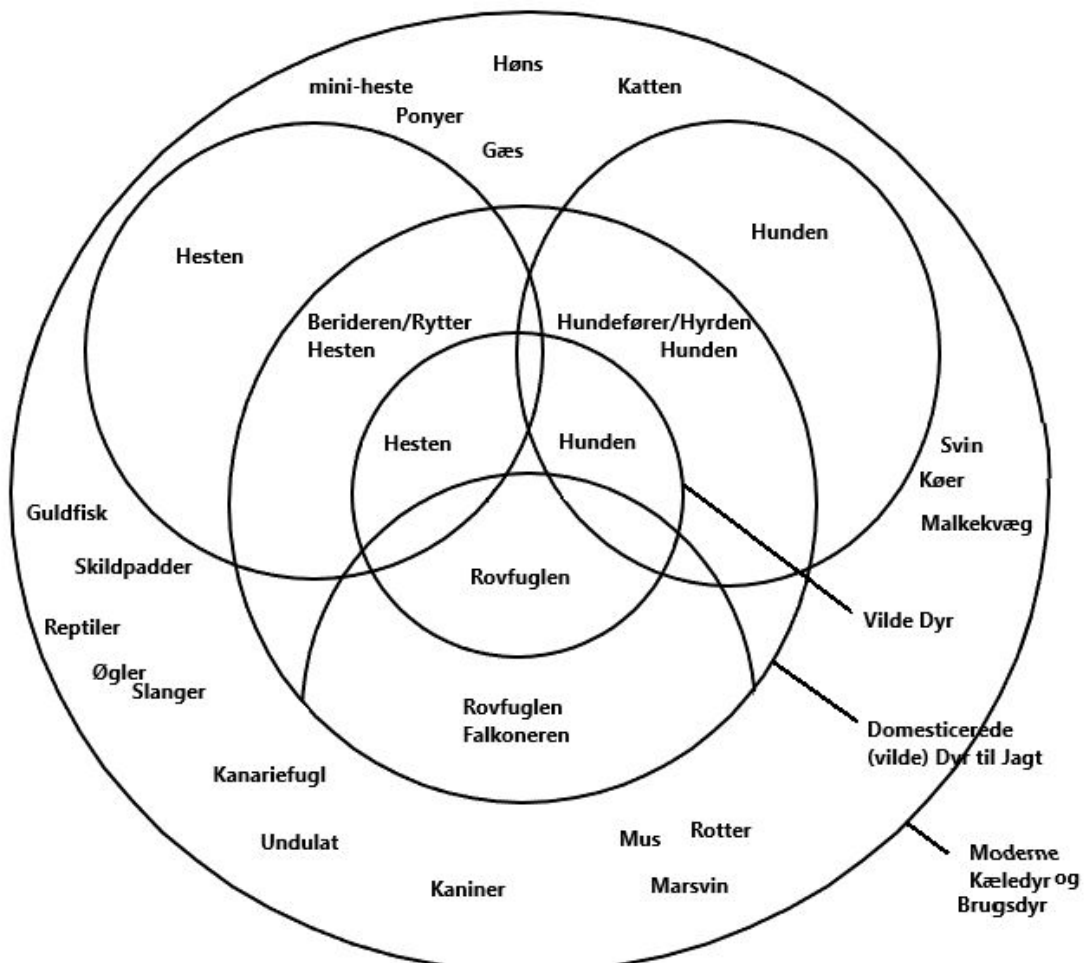 Høns
mini-heste
Katten
Ponyer
Gæs
Hesten
Hunden
Berideren/Rytter
Hesten
Hundefører/Hyrden
Hunden
Hesten
Hunden
Svin
Køer
Malkekvæg
Guldfisk
Skildpadder
Rovfuglen
Vilde Dyr
Reptiler
Øgler
Slanger
Rovfuglen
Falkoneren
Domesticerede
(vilde) Dyr til Jagt
Kanariefugl
Undulat
Mus
Rotter
Kaniner
Marsvin
Moderne
Kæledyr og
Brugsdyr